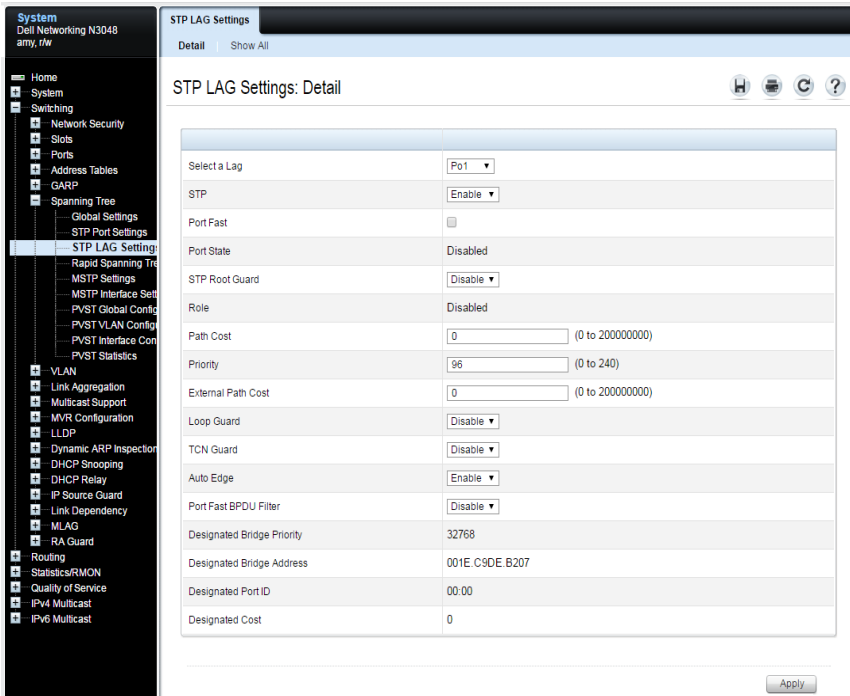 System
Dell Networking N3048
amy, r/w
Home
System
Switching
Network Security
Slots
Ports
Address Tables
GARP
Spanning Tree
Global Settings
STP Port Settings
STP LAG Settings
Rapid Spanning Tre
MSTP Settings
MSTP Interface Sett
PVST Global Config
PVST VLAN Configu
PVST Interface Con
PVST Statistics
VLAN
Link Aggregation
Multicast Support
MVR Configuration
LLDP
Dynamic ARP Inspection
DHCP Snooping
DHCP Relay
IP Source Guard
Link Dependency
MLAG
RA Guard
Routing
Statistics/RMON
Quality of Service
IPv4 Multicast
IPv6 Multicast
STP LAG Settings
Detail Show All
STP LAG Settings: Detail
Select a Lag Po1
STP Enable
Port Fast
Port State Disabled
STP Root Guard Disable
Role Disabled
Path Cost 0 (0 to 200000000)
Priority 96 (0 to 240)
External Path Cost 0 (0 to 200000000)
Loop Guard Disable
TCN Guard Disable
Auto Edge Enable
Port Fast BPDU Filter Disable
Designated Bridge Priority 32768
Designated Bridge Address 001E.C9DE.B207
Designated Port ID 00:00
Designated Cost 0
Apply